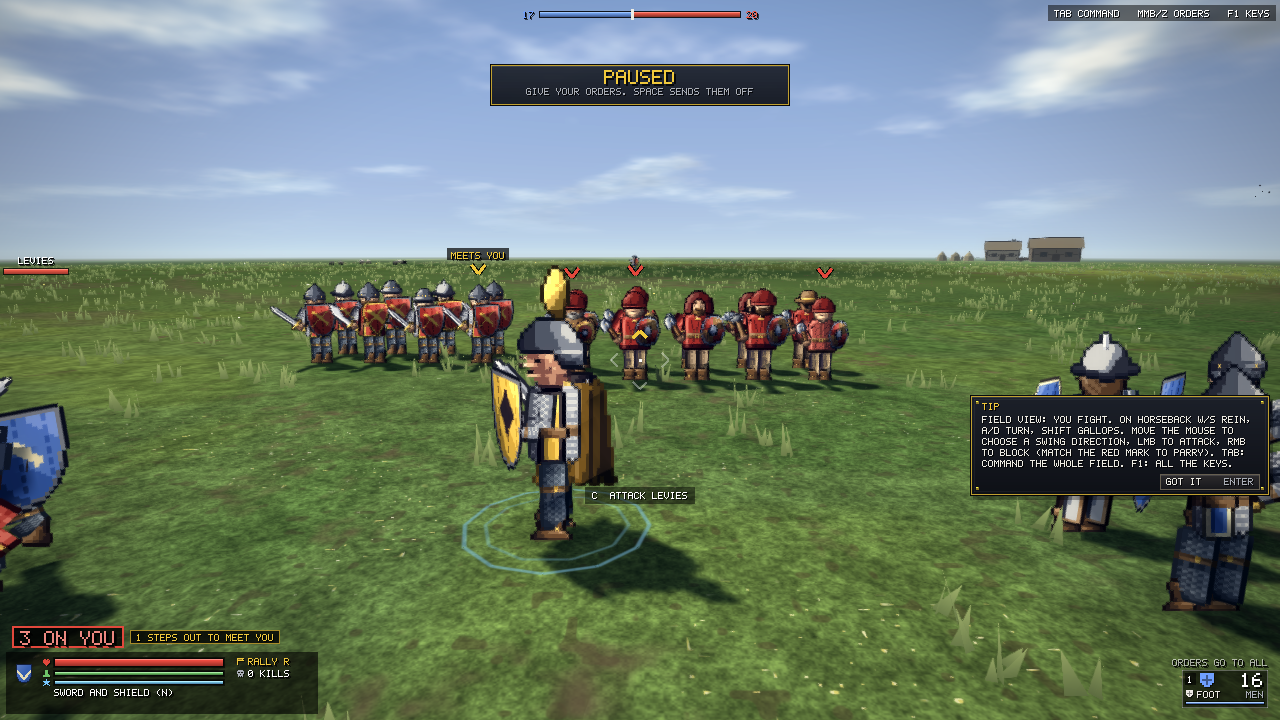 17 20
TAB COMMAND MMB/Z ORDERS F1 KEYS
PAUSED
GIVE YOUR ORDERS. SPACE SENDS THEM OFF
MEETS YOU
LEVIES
TIP
FIELD VIEW: YOU FIGHT. ON HORSEBACK W/S REIN,
A/D TURN, SHIFT GALLOPS. MOVE THE MOUSE TO
CHOOSE A SWING DIRECTION, LMB TO ATTACK, RMB
TO BLOCK (MATCH THE RED MARK TO PARRY). TAB:
COMMAND THE WHOLE FIELD. F1: ALL THE KEYS.
GOT IT ENTER
C ATTACK LEVIES
3 ON YOU
1 STEPS OUT TO MEET YOU
RALLY R
0 KILLS
SWORD AND SHIELD (N)
ORDERS GO TO ALL
1 16
FOOT MEN